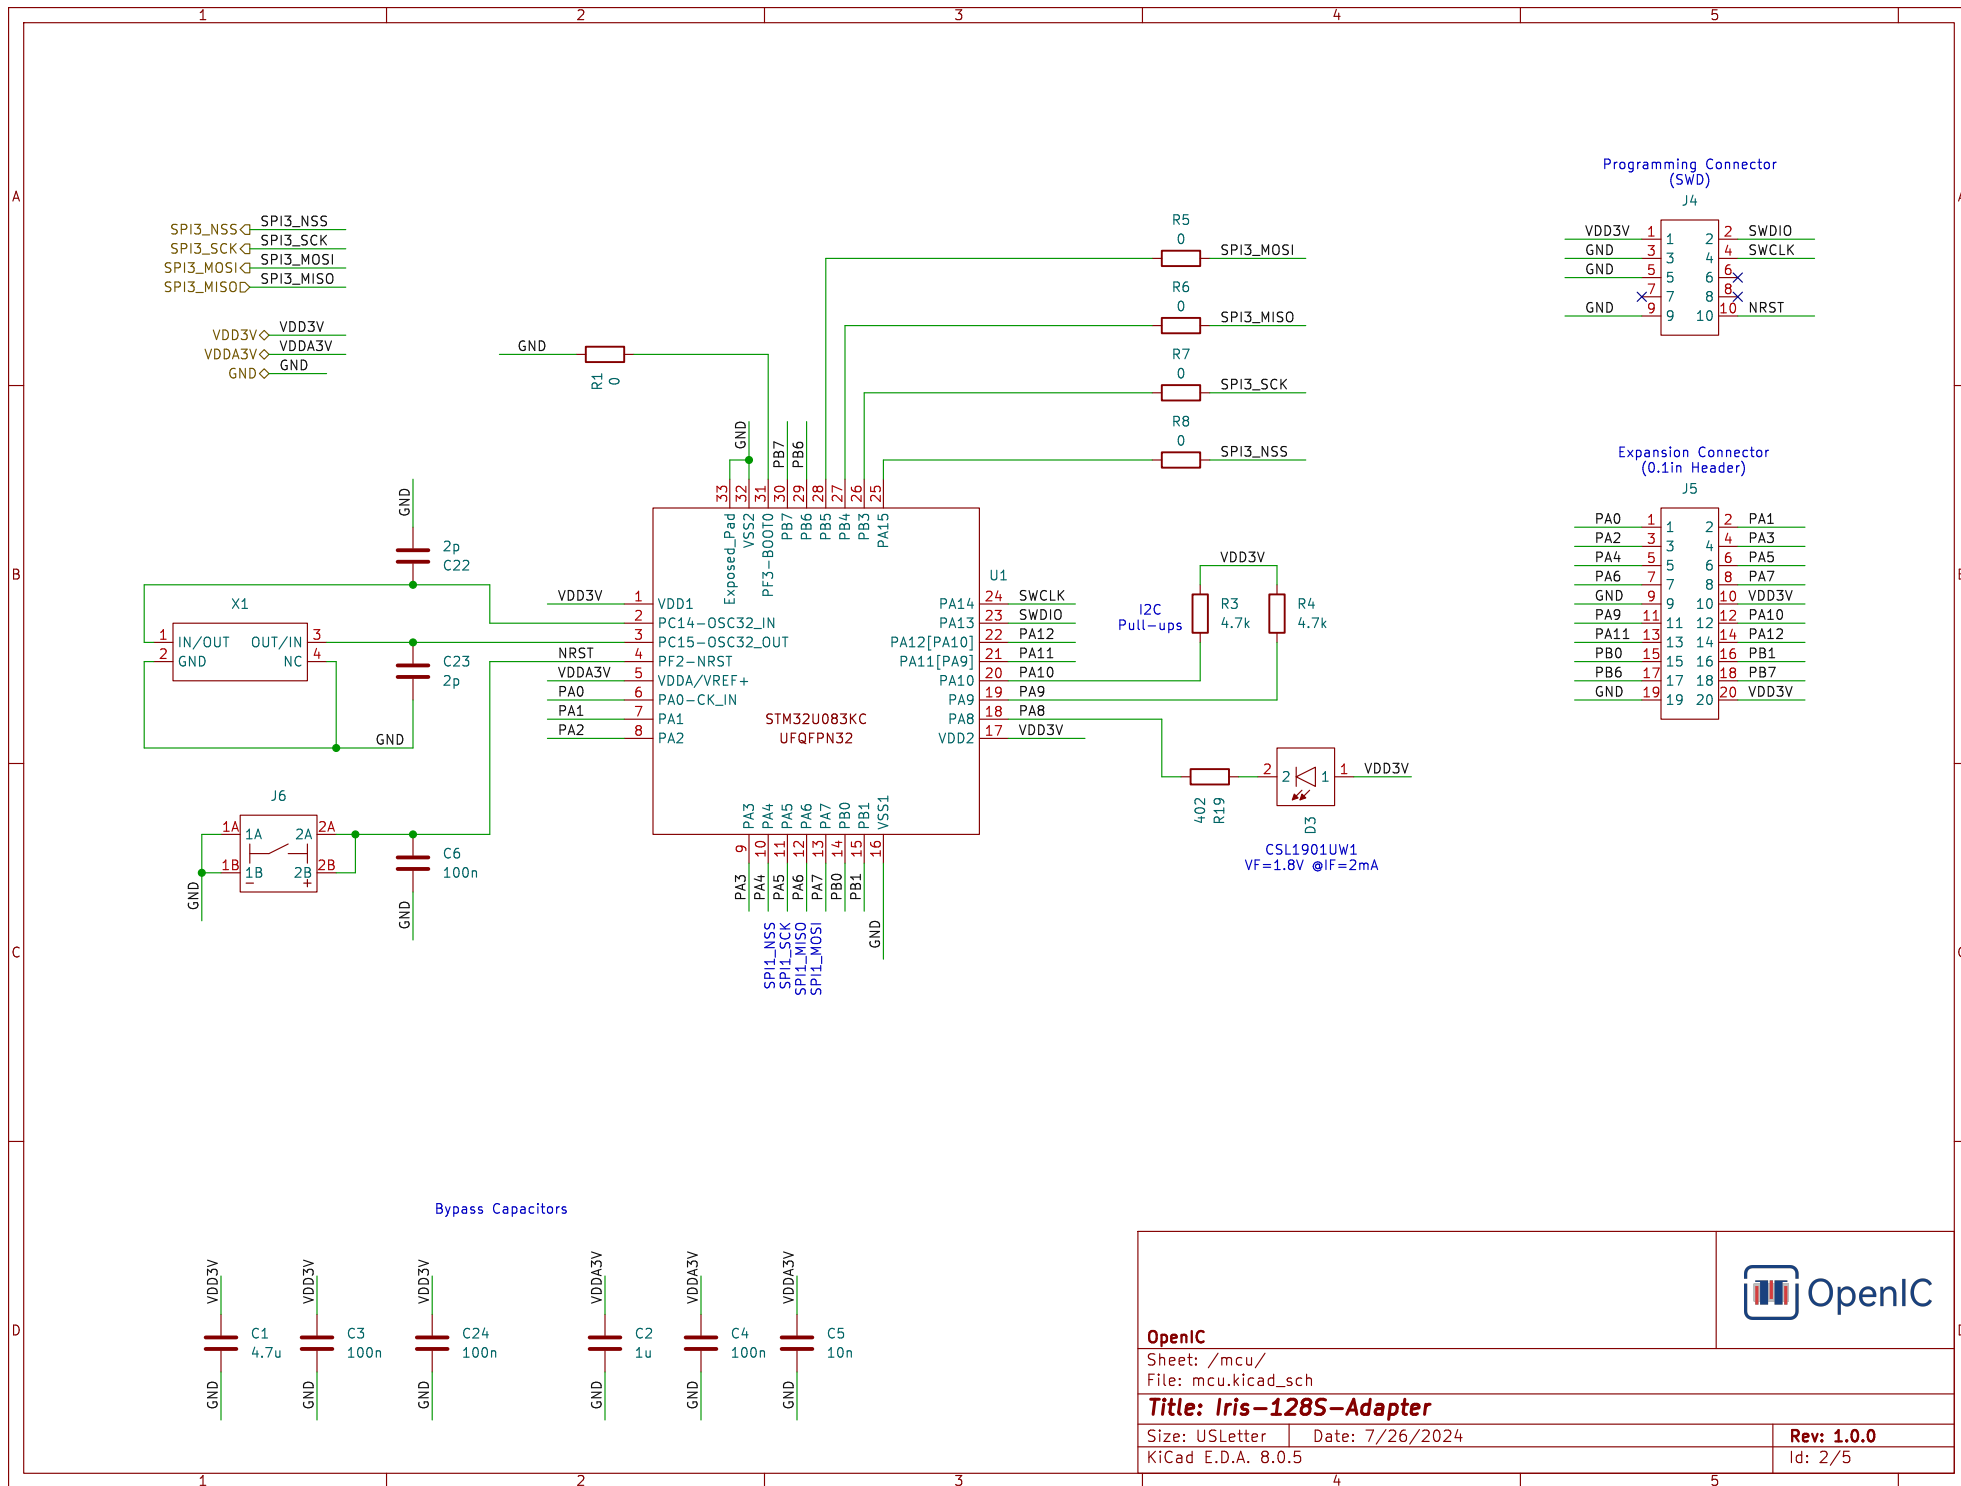 1 2 3 4 5
A
B
C
D
SPI3_NSS SPI3_NSS
SPI3_SCK SPI3_SCK
SPI3_MOSI SPI3_MOSI
SPI3_MISO SPI3_MISO
VDD3V VDD3V
VDDA3V VDDA3V
GND GND
GND
R1
0
R5
0
SPI3_MOSI
R6
0
SPI3_MISO
R7
0
SPI3_SCK
R8
0
SPI3_NSS
Programming Connector
(SWD)
J4
VDD3V 1 1 2 2 SWDIO
GND 3 3 4 4 SWCLK
GND 5 5 6 6
7 7 8 8
GND 9 9 10 10 NRST
Expansion Connector
(0.1in Header)
J5
PA0 1 1 2 2 PA1
PA2 3 3 4 4 PA3
PA4 5 5 6 6 PA5
PA6 7 7 8 8 PA7
GND 9 9 10 10 VDD3V
PA9 11 11 12 12 PA10
PA11 13 13 14 14 PA12
PB0 15 15 16 16 PB1
PB6 17 17 18 18 PB7
GND 19 19 20 20 VDD3V
GND
2p
C22
X1
1 IN/OUT OUT/IN 3
2 GND NC 4
C23
2p
GND
J6
1A 1A 2A 2A
1B 1B 2B 2B
- +
GND
C6
100n
GND
GND PB7 PB6
33 32 31 30 29 28 27 26 25
Exposed_Pad VSS2 PF3-BOOT0 PB7 PB6 PB5 PB4 PB3 PA15
U1
VDD3V 1 VDD1
2 PC14-OSC32_IN
3 PC15-OSC32_OUT
NRST 4 PF2-NRST
VDDA3V 5 VDDA/VREF+
PA0 6 PA0-CK_IN
PA1 7 PA1
PA2 8 PA2
STM32U083KC
UFQFPN32
PA14 24 SWCLK
PA13 23 SWDIO
PA12[PA10] 22 PA12
PA11[PA9] 21 PA11
PA10 20 PA10
PA9 19 PA9
PA8 18 PA8
VDD2 17 VDD3V
PA3 PA4 PA5 PA6 PA7 PB0 PB1 VSS1
9 10 11 12 13 14 15 16
PA3 PA4 PA5 PA6 PA7 PB0 PB1 GND
SPI1_NSS
SPI1_SCK
SPI1_MISO
SPI1_MOSI
VDD3V
I2C
Pull-ups
R3
4.7k
R4
4.7k
402
R19
2 2 1 1 VDD3V
D3
CSL1901UW1
VF=1.8V @IF=2mA
Bypass Capacitors
VDD3V VDD3V VDD3V VDDA3V VDDA3V VDDA3V
C1 C3 C24 C2 C4 C5
4.7u 100n 100n 1u 100n 10n
GND GND GND GND GND GND
OpenIC
OpenIC
Sheet: /mcu/
File: mcu.kicad_sch
Title: Iris-128S-Adapter
Size: USLetter Date: 7/26/2024 Rev: 1.0.0
KiCad E.D.A. 8.0.5 Id: 2/5
1 2 3 4 5